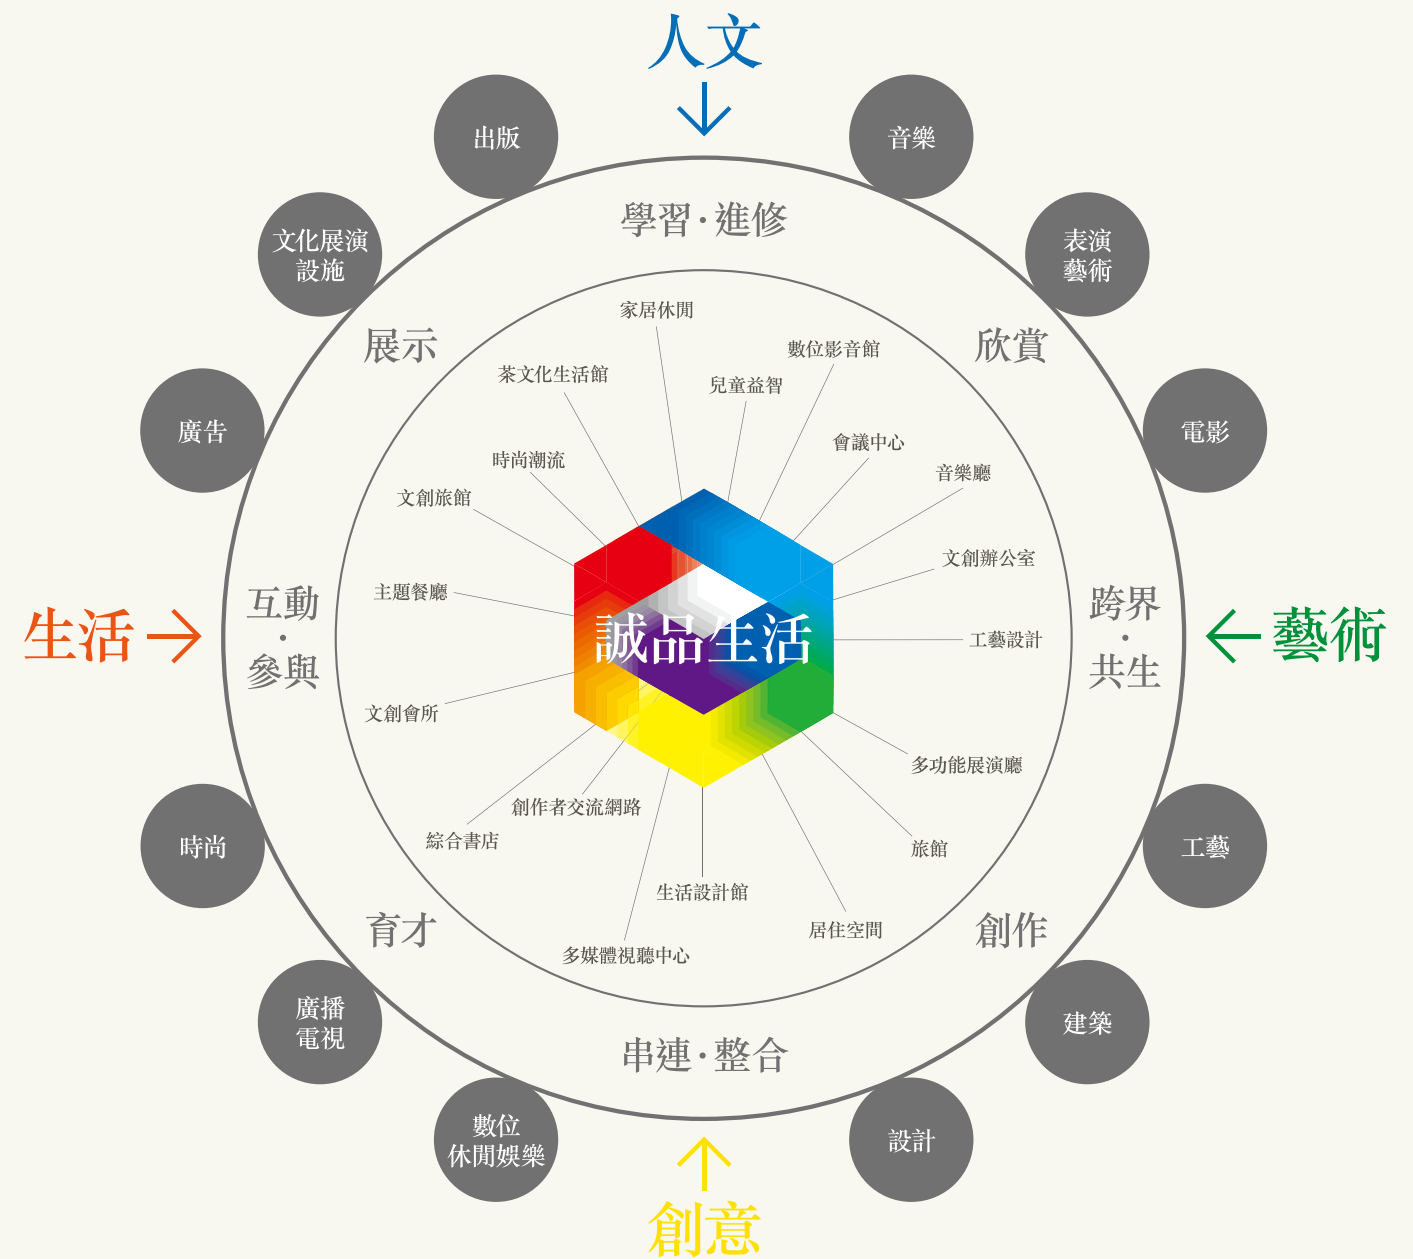 人文
出版
音樂
學習·進修
文化展演
設施
表演
藝術
家居休閒
展示
欣賞
數位影音館
茶文化生活館
兒童益智
廣告
電影
會議中心
時尚潮流
音樂廳
文創旅館
文創辦公室
主題餐廳
互動
·
參與
跨界
·
共生
生活
誠品生活
工藝設計
藝術
文創會所
多功能展演廳
創作者交流網路
綜合書店
時尚
工藝
旅館
生活設計館
育才
居住空間
創作
多媒體視聽中心
廣播
電視
建築
串連·整合
數位
休閒娛樂
設計
創意